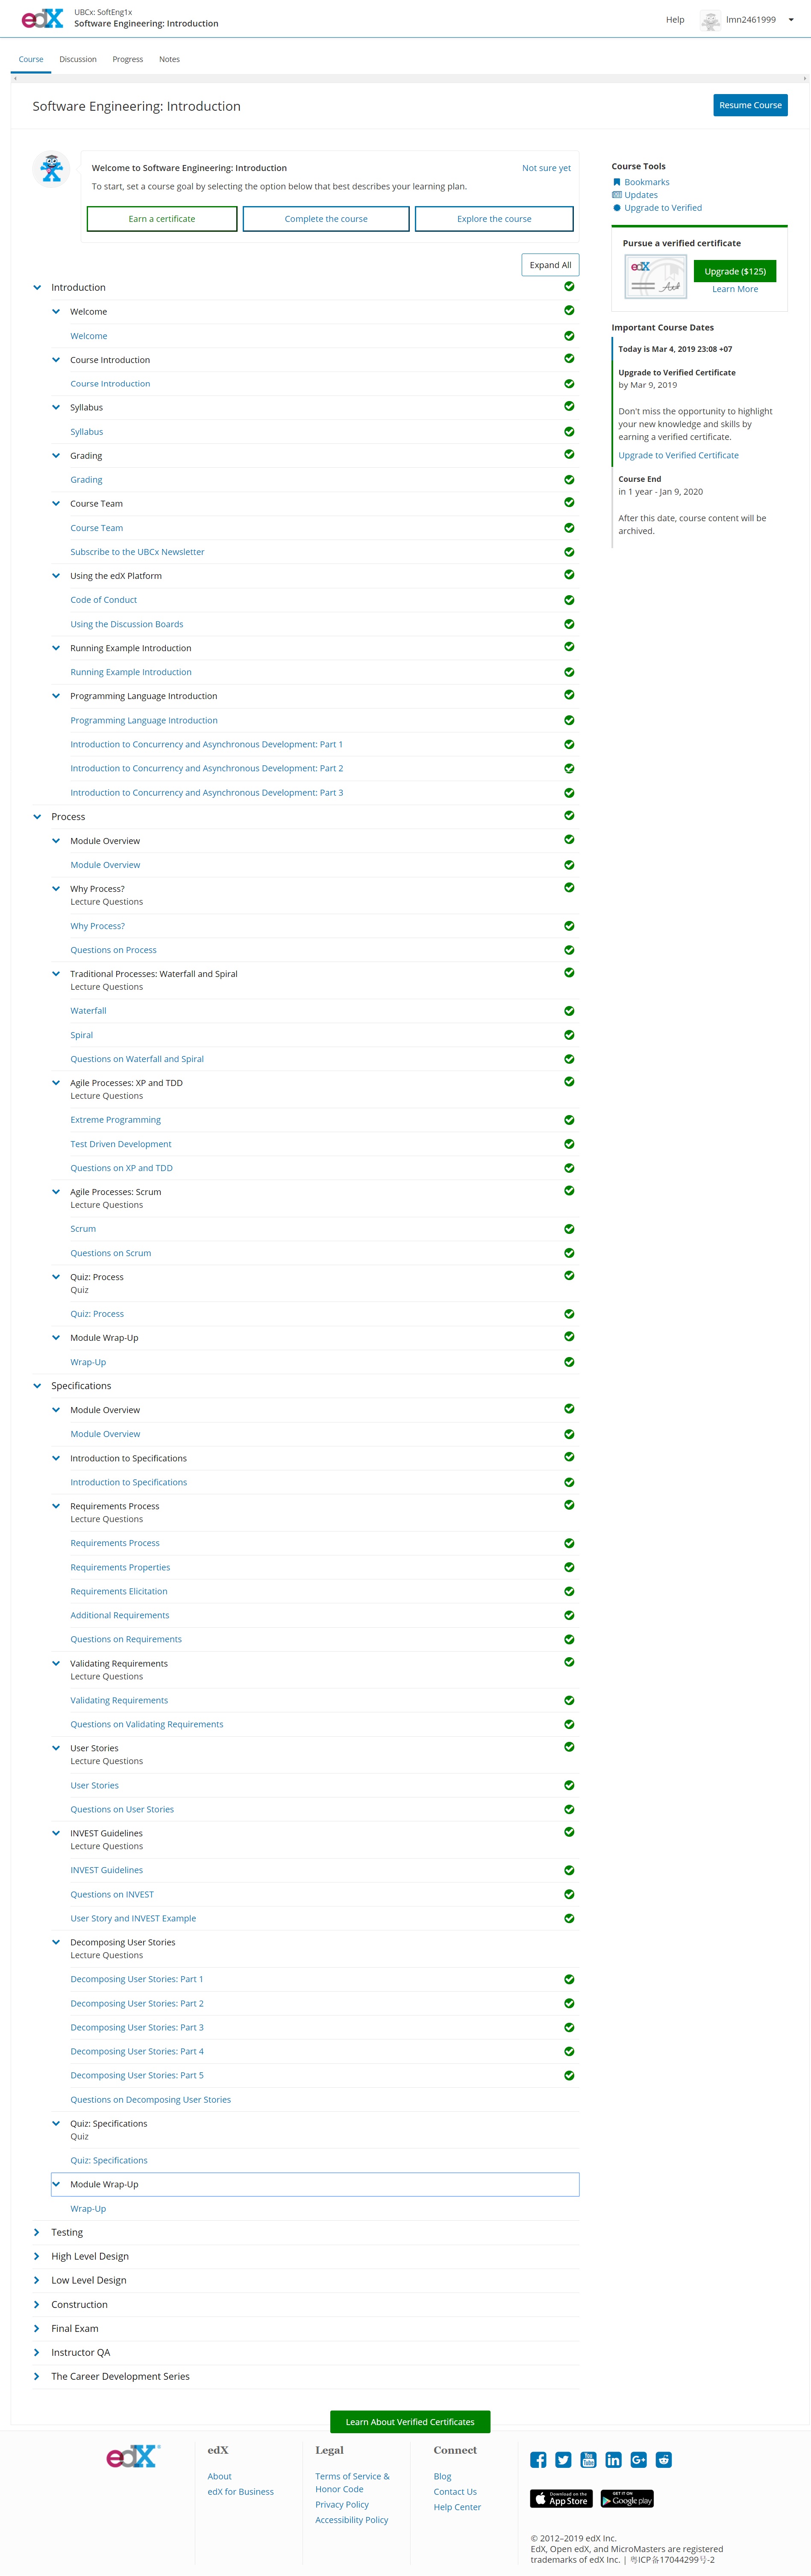 edX
UBCx: SoftEng1x
Software Engineering: Introduction
Help
lmn2461999
Course
Discussion
Progress
Notes
Software Engineering: Introduction
Resume Course
Welcome to Software Engineering: Introduction
Not sure yet
To start, set a course goal by selecting the option below that best describes your learning plan.
Earn a certificate
Complete the course
Explore the course
Expand All
Introduction
Welcome
Welcome
Course Introduction
Course Introduction
Syllabus
Syllabus
Grading
Grading
Course Team
Course Team
Subscribe to the UBCx Newsletter
Using the edX Platform
Code of Conduct
Using the Discussion Boards
Running Example Introduction
Running Example Introduction
Programming Language Introduction
Programming Language Introduction
Introduction to Concurrency and Asynchronous Development: Part 1
Introduction to Concurrency and Asynchronous Development: Part 2
Introduction to Concurrency and Asynchronous Development: Part 3
Process
Module Overview
Module Overview
Why Process?
Lecture Questions
Why Process?
Questions on Process
Traditional Processes: Waterfall and Spiral
Lecture Questions
Waterfall
Spiral
Questions on Waterfall and Spiral
Agile Processes: XP and TDD
Lecture Questions
Extreme Programming
Test Driven Development
Questions on XP and TDD
Agile Processes: Scrum
Lecture Questions
Scrum
Questions on Scrum
Quiz: Process
Quiz
Quiz: Process
Module Wrap-Up
Wrap-Up
Specifications
Module Overview
Module Overview
Introduction to Specifications
Introduction to Specifications
Requirements Process
Lecture Questions
Requirements Process
Requirements Properties
Requirements Elicitation
Additional Requirements
Questions on Requirements
Validating Requirements
Lecture Questions
Validating Requirements
Questions on Validating Requirements
User Stories
Lecture Questions
User Stories
Questions on User Stories
INVEST Guidelines
Lecture Questions
INVEST Guidelines
Questions on INVEST
User Story and INVEST Example
Decomposing User Stories
Lecture Questions
Decomposing User Stories: Part 1
Decomposing User Stories: Part 2
Decomposing User Stories: Part 3
Decomposing User Stories: Part 4
Decomposing User Stories: Part 5
Questions on Decomposing User Stories
Quiz: Specifications
Quiz
Quiz: Specifications
Module Wrap-Up
Wrap-Up
Testing
High Level Design
Low Level Design
Construction
Final Exam
Instructor QA
The Career Development Series
Course Tools
Bookmarks
Updates
Upgrade to Verified
Pursue a verified certificate
edX
Upgrade ($125)
Learn More
Important Course Dates
Today is Mar 4, 2019 23:08 +07
Upgrade to Verified Certificate
by Mar 9, 2019
Don't miss the opportunity to highlight
your new knowledge and skills by
earning a verified certificate.
Upgrade to Verified Certificate
Course End
in 1 year - Jan 9, 2020
After this date, course content will be
archived.
Learn About Verified Certificates
edX
edX
About
edX for Business
Legal
Terms of Service &
Honor Code
Privacy Policy
Accessibility Policy
Connect
Blog
Contact Us
Help Center
Download on the
App Store
GET IT ON
Google play
© 2012–2019 edX Inc.
EdX, Open edX, and MicroMasters are registered
trademarks of edX Inc. | 粤ICP备17044299号-2